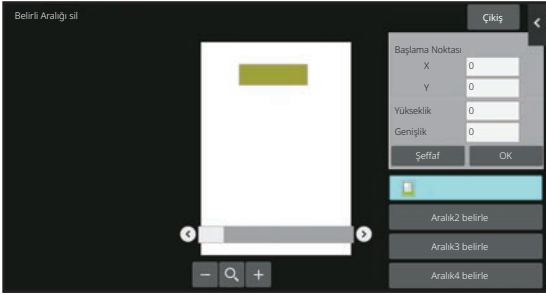 Belirli Aralığı sil
Çıkış
Başlama Noktası
X 0
Y 0
Yükseklik 0
Genişlik 0
Şeffaf OK
Aralık2 belirle
Aralık3 belirle
Aralık4 belirle